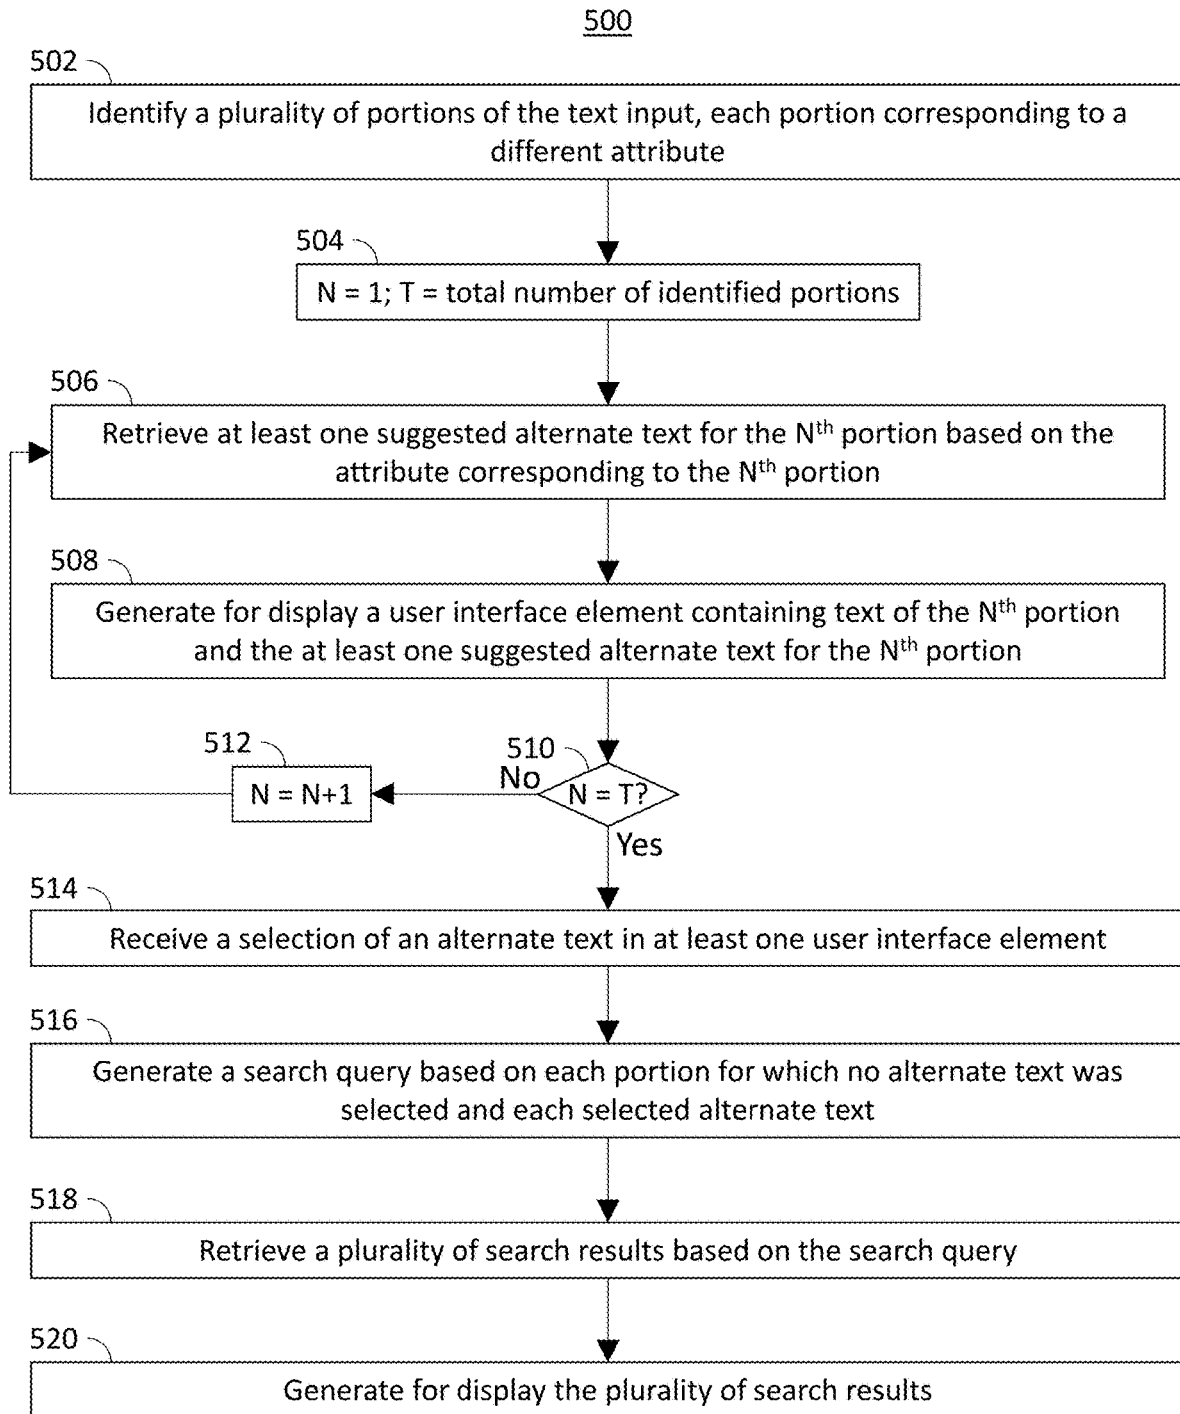 500
502
Identify a plurality of portions of the text input, each portion corresponding to a
different attribute
504
N = 1; T = total number of identified portions
506
Retrieve at least one suggested alternate text for the Nth portion based on the
attribute corresponding to the Nth portion
508
Generate for display a user interface element containing text of the Nth portion
and the at least one suggested alternate text for the Nth portion
512
N = N+1
510
No
N = T?
Yes
514
Receive a selection of an alternate text in at least one user interface element
516
Generate a search query based on each portion for which no alternate text was
selected and each selected alternate text
518
Retrieve a plurality of search results based on the search query
520
Generate for display the plurality of search results